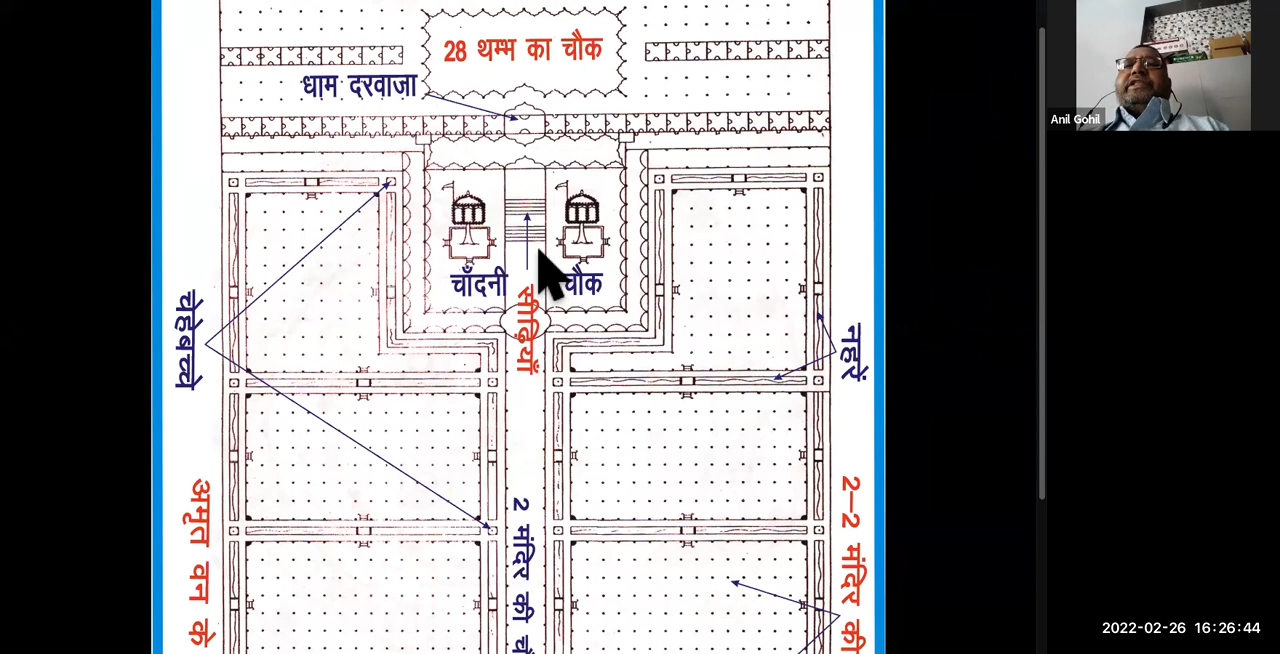 28 थम्भ का चौक
धाम दरवाजा
Anil Gohil
चाँदनी चौक
सीढ़ियाँ
चेहेबच्चे
नहरें
अमृत वन के
2 मंदिर की
2–2 मंदिर की
2022-02-26 16:26:44